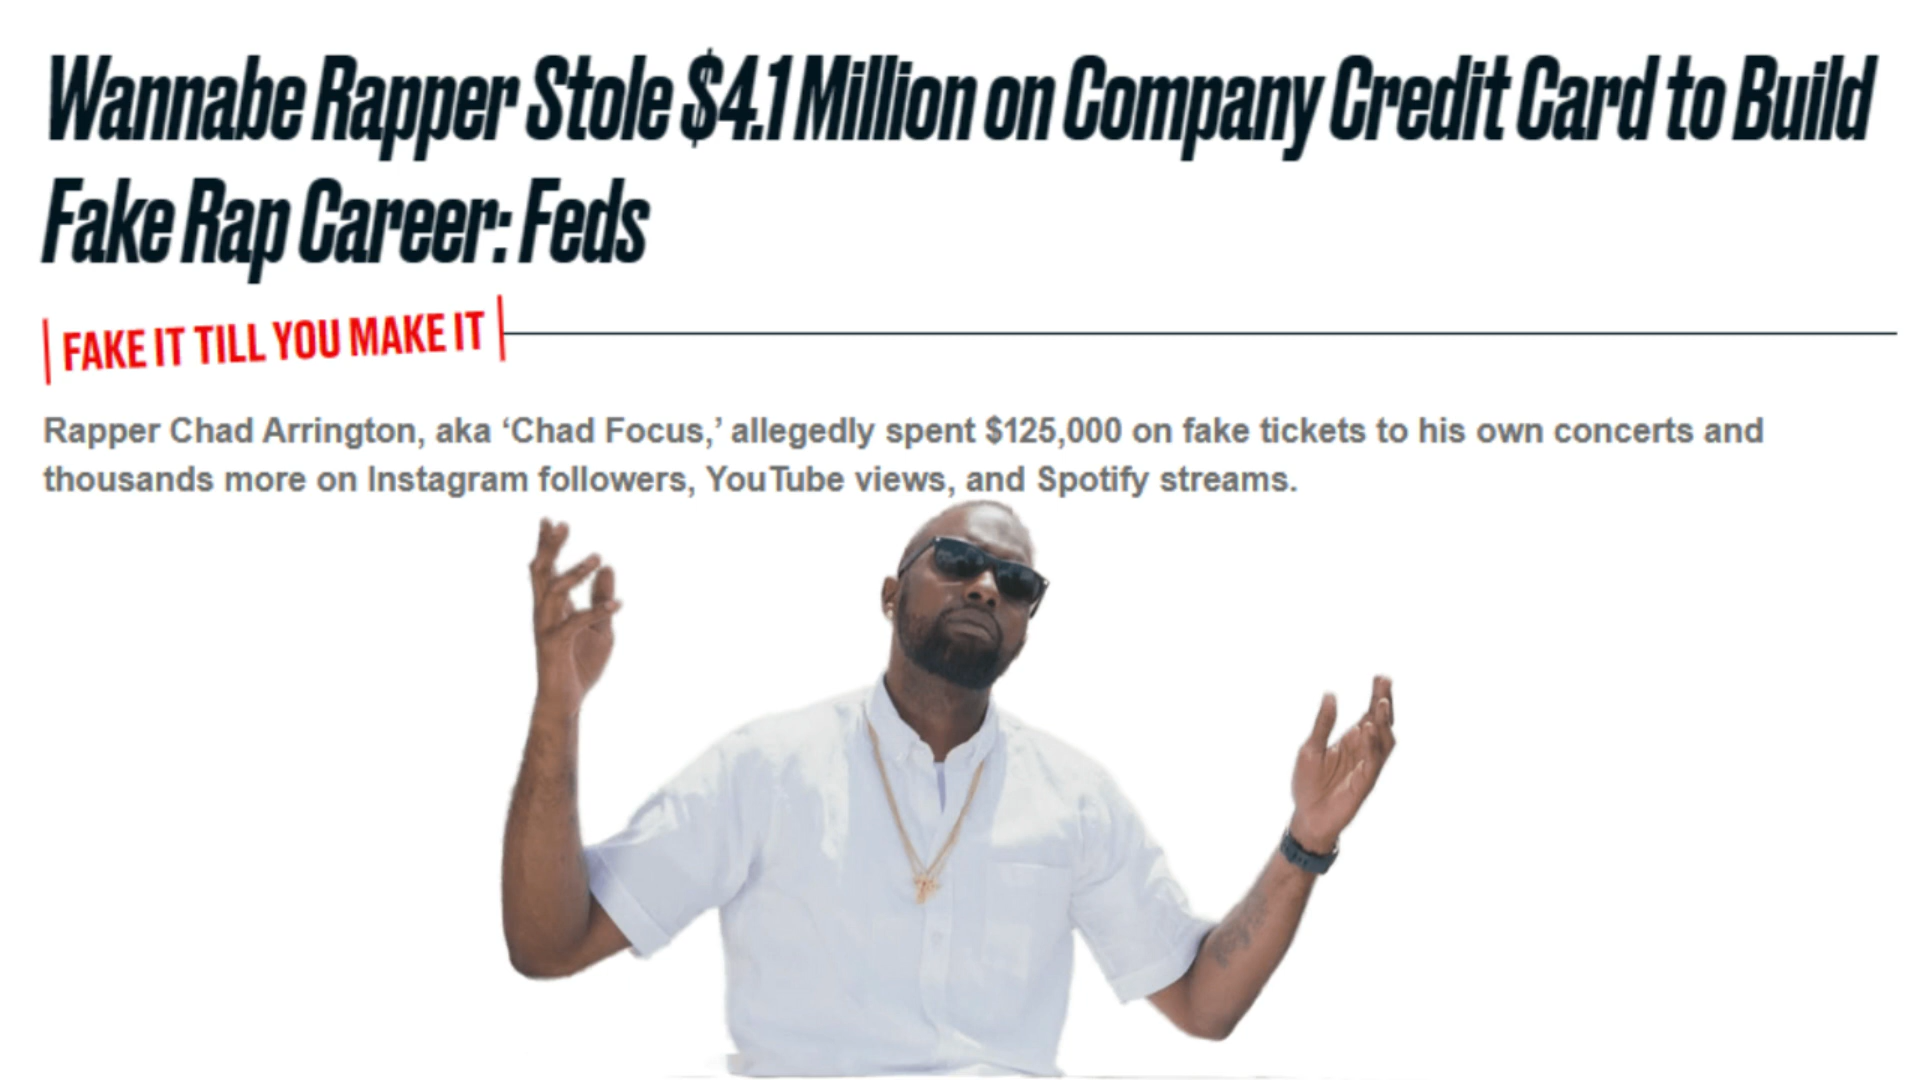 Wannabe Rapper Stole $4.1 Million on Company Credit Card to Build
Fake Rap Career: Feds
FAKE IT TILL YOU MAKE IT
Rapper Chad Arrington, aka ‘Chad Focus,’ allegedly spent $125,000 on fake tickets to his own concerts and
thousands more on Instagram followers, YouTube views, and Spotify streams.